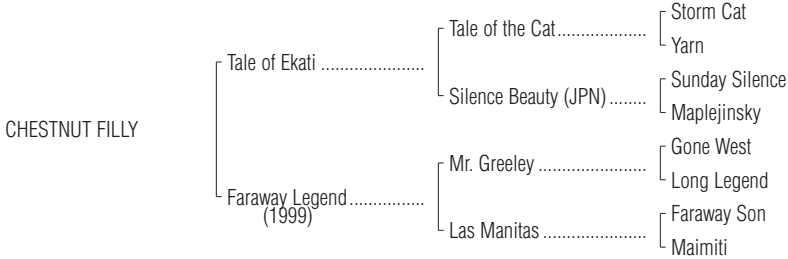 Storm Cat
Tale of the Cat...................
Yarn
Tale of Ekati ......................
Sunday Silence
Silence Beauty (JPN) ........
Maplejinsky
CHESTNUT FILLY
Gone West
Mr. Greeley .......................
Long Legend
Faraway Legend................
(1999)
Faraway Son
Las Manitas ......................
Maimiti